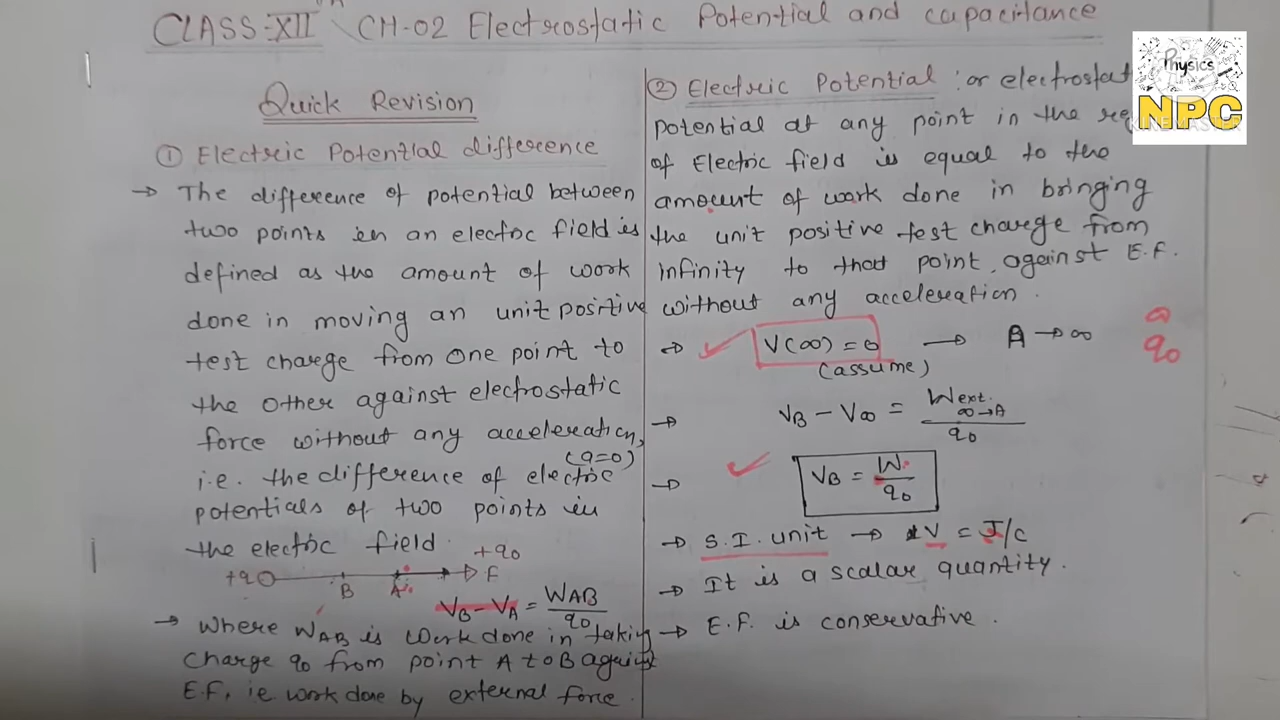 CLASS:XII CH-02 Electrostatic Potential and capacitance
Physics
NPC
Quick Revision
① Electric Potential difference
→ The difference of potential between
two points in an electric field is
defined as the amount of work
done in moving an unit positive
test charge from one point to
the other against electrostatic
force without any acceleration,
(a=0)
i.e. the difference of electric
potentials of two points in
the electric field.
+q0
+Q B A F
VB - VA = WAB/q0
→ Where WAB is work done in taking
charge q0 from point A to B against
E.F, ie work done by external force.
② Electric Potential : or electrostat
potential at any point in the reg
of Electric field is equal to the
amount of work done in bringing
the unit positive test charge from
infinity to that point, against E.F.
without any acceleration.
⇒ V(∞) = 0 → A → ∞
(assume)
q0
→ VB - V∞ = Wext. ∞→A/q0
→ VB = W/q0
→ S.I. unit → V = J/C
→ It is a scalar quantity.
→ E.F. is conservative.